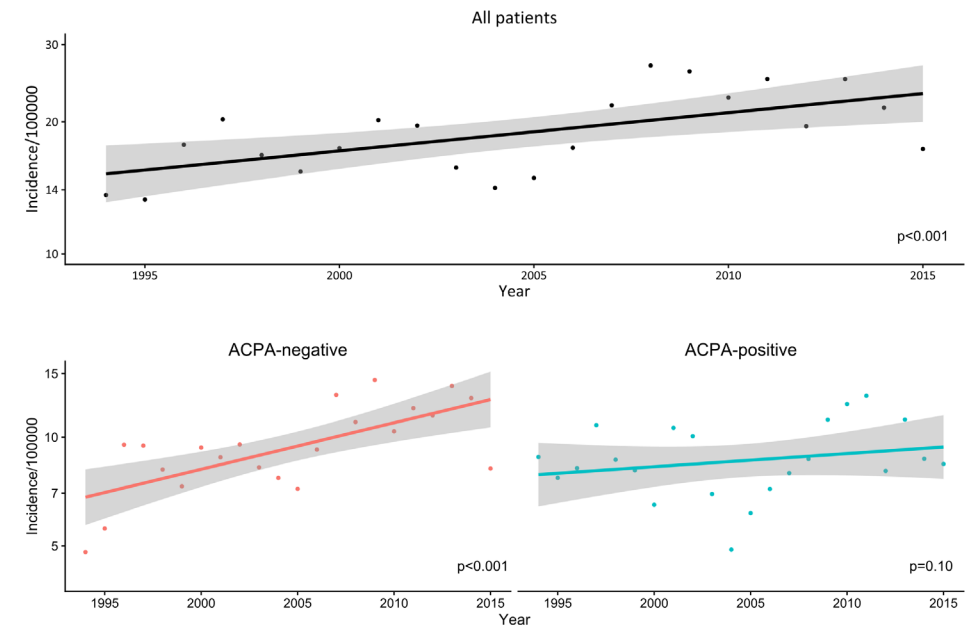 All patients
Incidence/100000
30
20
14
10
p<0.001
1995 2000 2005 2010 2015
Year
ACPA-negative ACPA-positive
Incidence/100000
15
10
7
5
p<0.001 p=0.10
1995 2000 2005 2010 2015 1995 2000 2005 2010 2015
Year